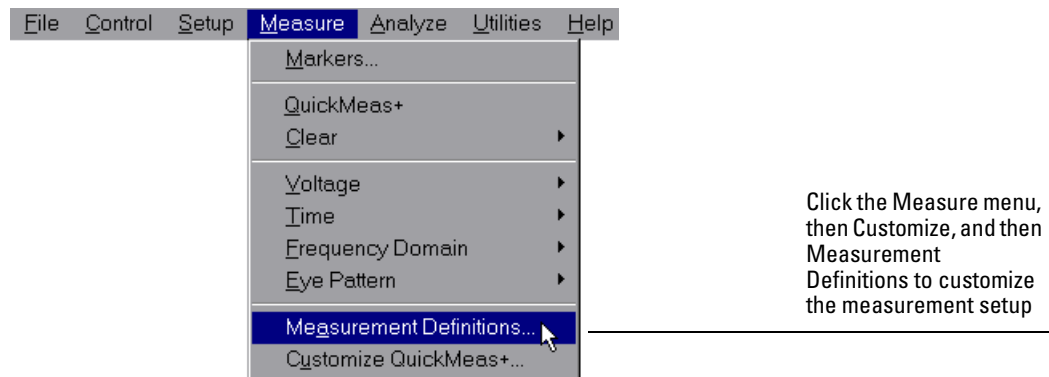 File Control Setup Measure Analyze Utilities Help
Markers...
QuickMeas+
Clear
Voltage
Time
Frequency Domain
Eye Pattern
Measurement Definitions...
Customize QuickMeas+...
Click the Measure menu,
then Customize, and then
Measurement
Definitions to customize
the measurement setup